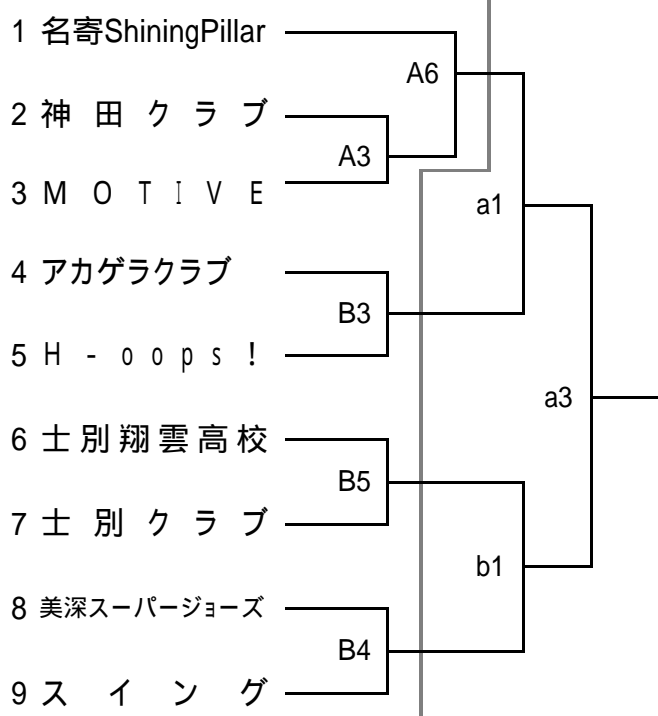 1 名寄ShiningPillar
A6
2 神田クラブ
A3
3 MOTIVE
a1
4 アカゲラクラブ
B3
5 H-oops!
a3
6 士別翔雲高校
B5
7 士別クラブ
b1
8 美深スーパージョーズ
B4
9 スイング